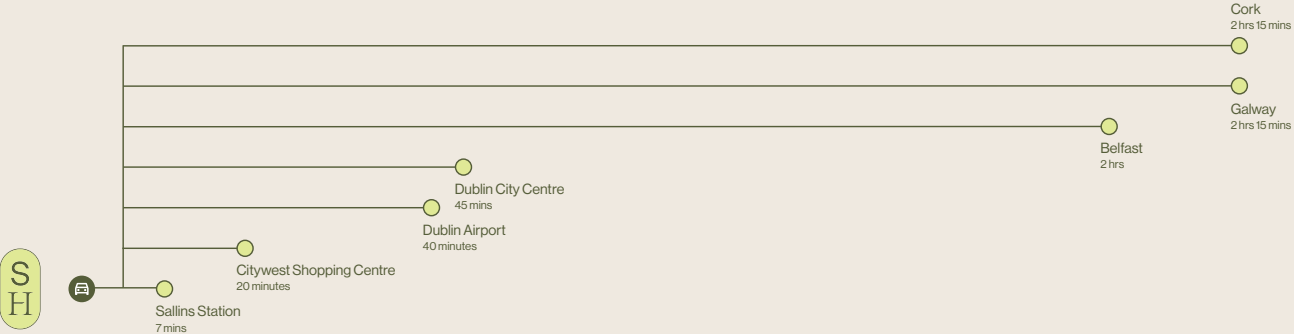 Cork
2 hrs 15 mins
Galway
2 hrs 15 mins
Belfast
2 hrs
Dublin City Centre
45 mins
Dublin Airport
40 minutes
Citywest Shopping Centre
20 minutes
S
H
Sallins Station
7 mins